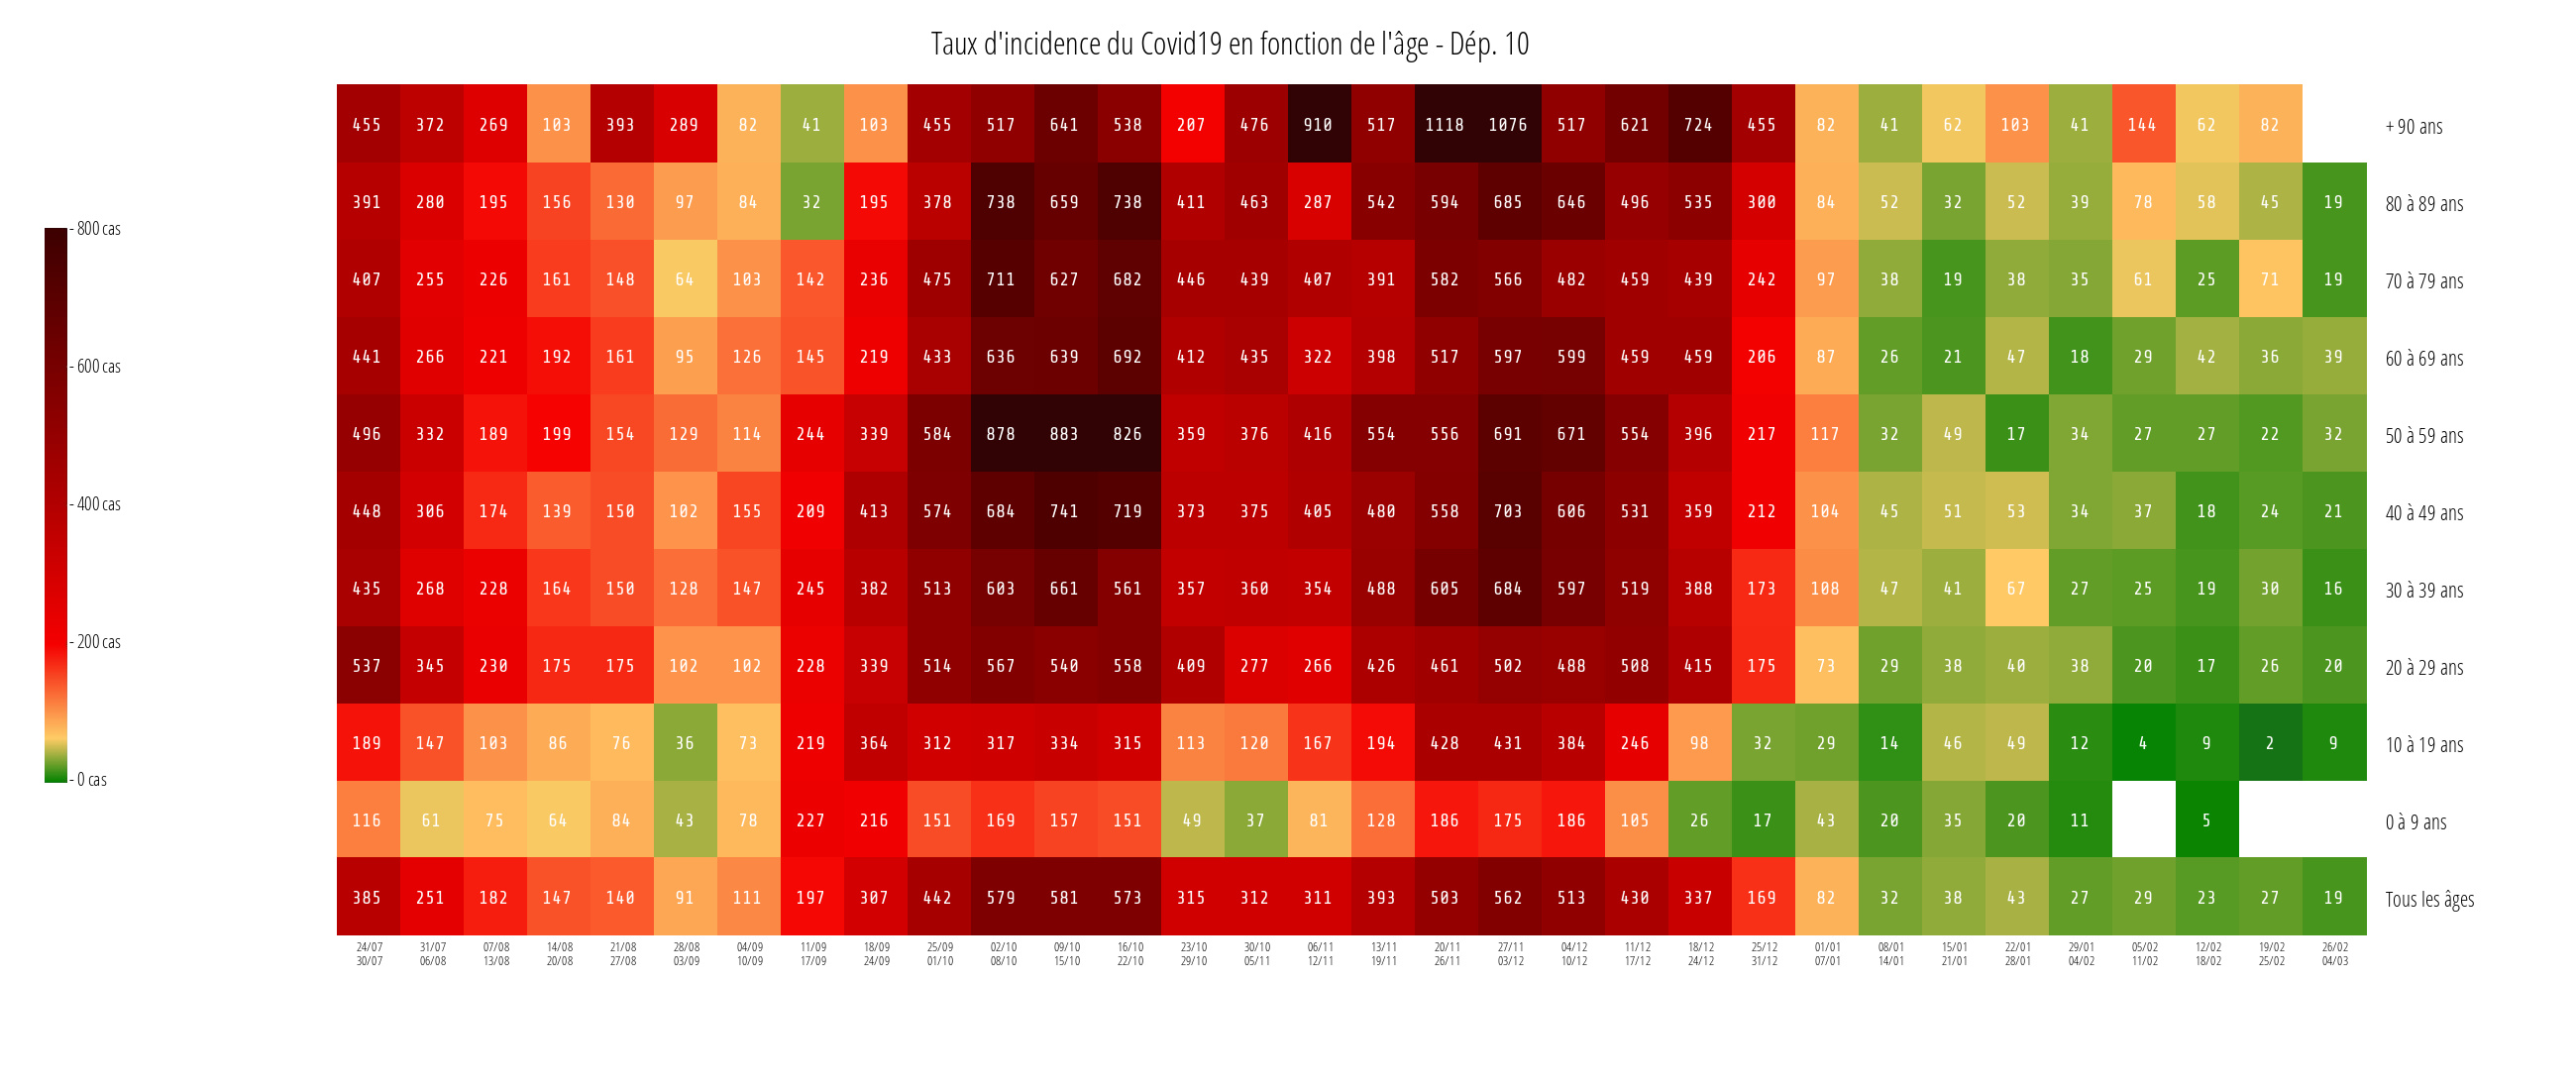 Taux d'incidence du Covid19 en fonction de l'âge - Dép. 10
- 800 cas
- 600 cas
- 400 cas
- 200 cas
- 0 cas
455 372 269 103 393 289 82 41 103 455 517 641 538 207 476 910 517 1118 1076 517 621 724 455 82 41 62 103 41 144 62 82 + 90 ans
391 280 195 156 130 97 84 32 195 378 738 659 738 411 463 287 542 594 685 646 496 535 300 84 52 32 52 39 78 58 45 19 80 à 89 ans
407 255 226 161 148 64 103 142 236 475 711 627 682 446 439 407 391 582 566 482 459 439 242 97 38 19 38 35 61 25 71 19 70 à 79 ans
441 266 221 192 161 95 126 145 219 433 636 639 692 412 435 322 398 517 597 599 459 459 206 87 26 21 47 18 29 42 36 39 60 à 69 ans
496 332 189 199 154 129 114 244 339 584 878 883 826 359 376 416 554 556 691 671 554 396 217 117 32 49 17 34 27 27 22 32 50 à 59 ans
448 306 174 139 150 102 155 209 413 574 684 741 719 373 375 405 480 558 703 606 531 359 212 104 45 51 53 34 37 18 24 21 40 à 49 ans
435 268 228 164 150 128 147 245 382 513 603 661 561 357 360 354 488 605 684 597 519 388 173 108 47 41 67 27 25 19 30 16 30 à 39 ans
537 345 230 175 175 102 102 228 339 514 567 540 558 409 277 266 426 461 502 488 508 415 175 73 29 38 40 38 20 17 26 20 20 à 29 ans
189 147 103 86 76 36 73 219 364 312 317 334 315 113 120 167 194 428 431 384 246 98 32 29 14 46 49 12 4 9 2 9 10 à 19 ans
116 61 75 64 84 43 78 227 216 151 169 157 151 49 37 81 128 186 175 186 105 26 17 43 20 35 20 11 5 0 à 9 ans
385 251 182 147 140 91 111 197 307 442 579 581 573 315 312 311 393 503 562 513 430 337 169 82 32 38 43 27 29 23 27 19 Tous les âges
24/07 31/07 07/08 14/08 21/08 28/08 04/09 11/09 18/09 25/09 02/10 09/10 16/10 23/10 30/10 06/11 13/11 20/11 27/11 04/12 11/12 18/12 25/12 01/01 08/01 15/01 22/01 29/01 05/02 12/02 19/02 26/02
30/07 06/08 13/08 20/08 27/08 03/09 10/09 17/09 24/09 01/10 08/10 15/10 22/10 29/10 05/11 12/11 19/11 26/11 03/12 10/12 17/12 24/12 31/12 07/01 14/01 21/01 28/01 04/02 11/02 18/02 25/02 04/03